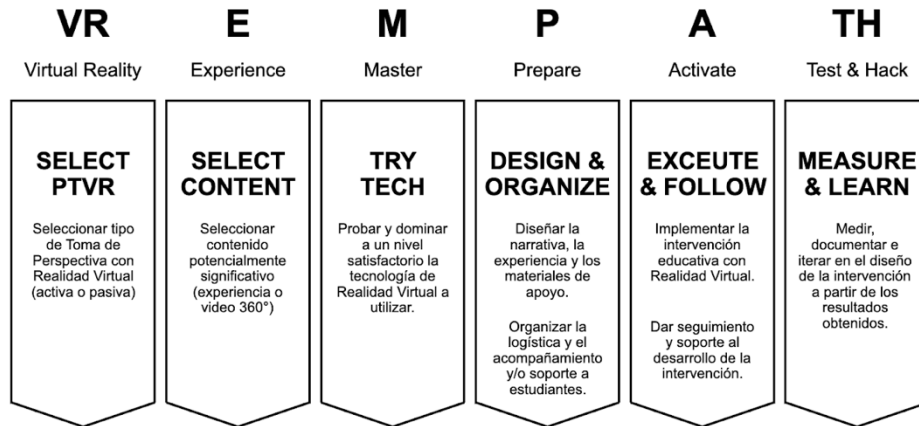 VR
Virtual Reality
SELECT
PTVR
Seleccionar tipo
de Toma de
Perspectiva con
Realidad Virtual
(activa o pasiva)
E
Experience
SELECT
CONTENT
Seleccionar
contenido
potencialmente
significativo
(experiencia o
video 360°)
M
Master
TRY
TECH
Probar y dominar
a un nivel
satisfactorio la
tecnología de
Realidad Virtual a
utilizar.
P
Prepare
DESIGN &
ORGANIZE
Diseñar la
narrativa, la
experiencia y los
materiales de
apoyo.
Organizar la
logística y el
acompañamiento
y/o soporte a
estudiantes.
A
Activate
EXCEUTE
& FOLLOW
Implementar la
intervención
educativa con
Realidad Virtual.
Dar seguimiento
y soporte al
desarrollo de la
intervención.
TH
Test & Hack
MEASURE
& LEARN
Medir,
documentar e
iterar en el diseño
de la intervención
a partir de los
resultados
obtenidos.